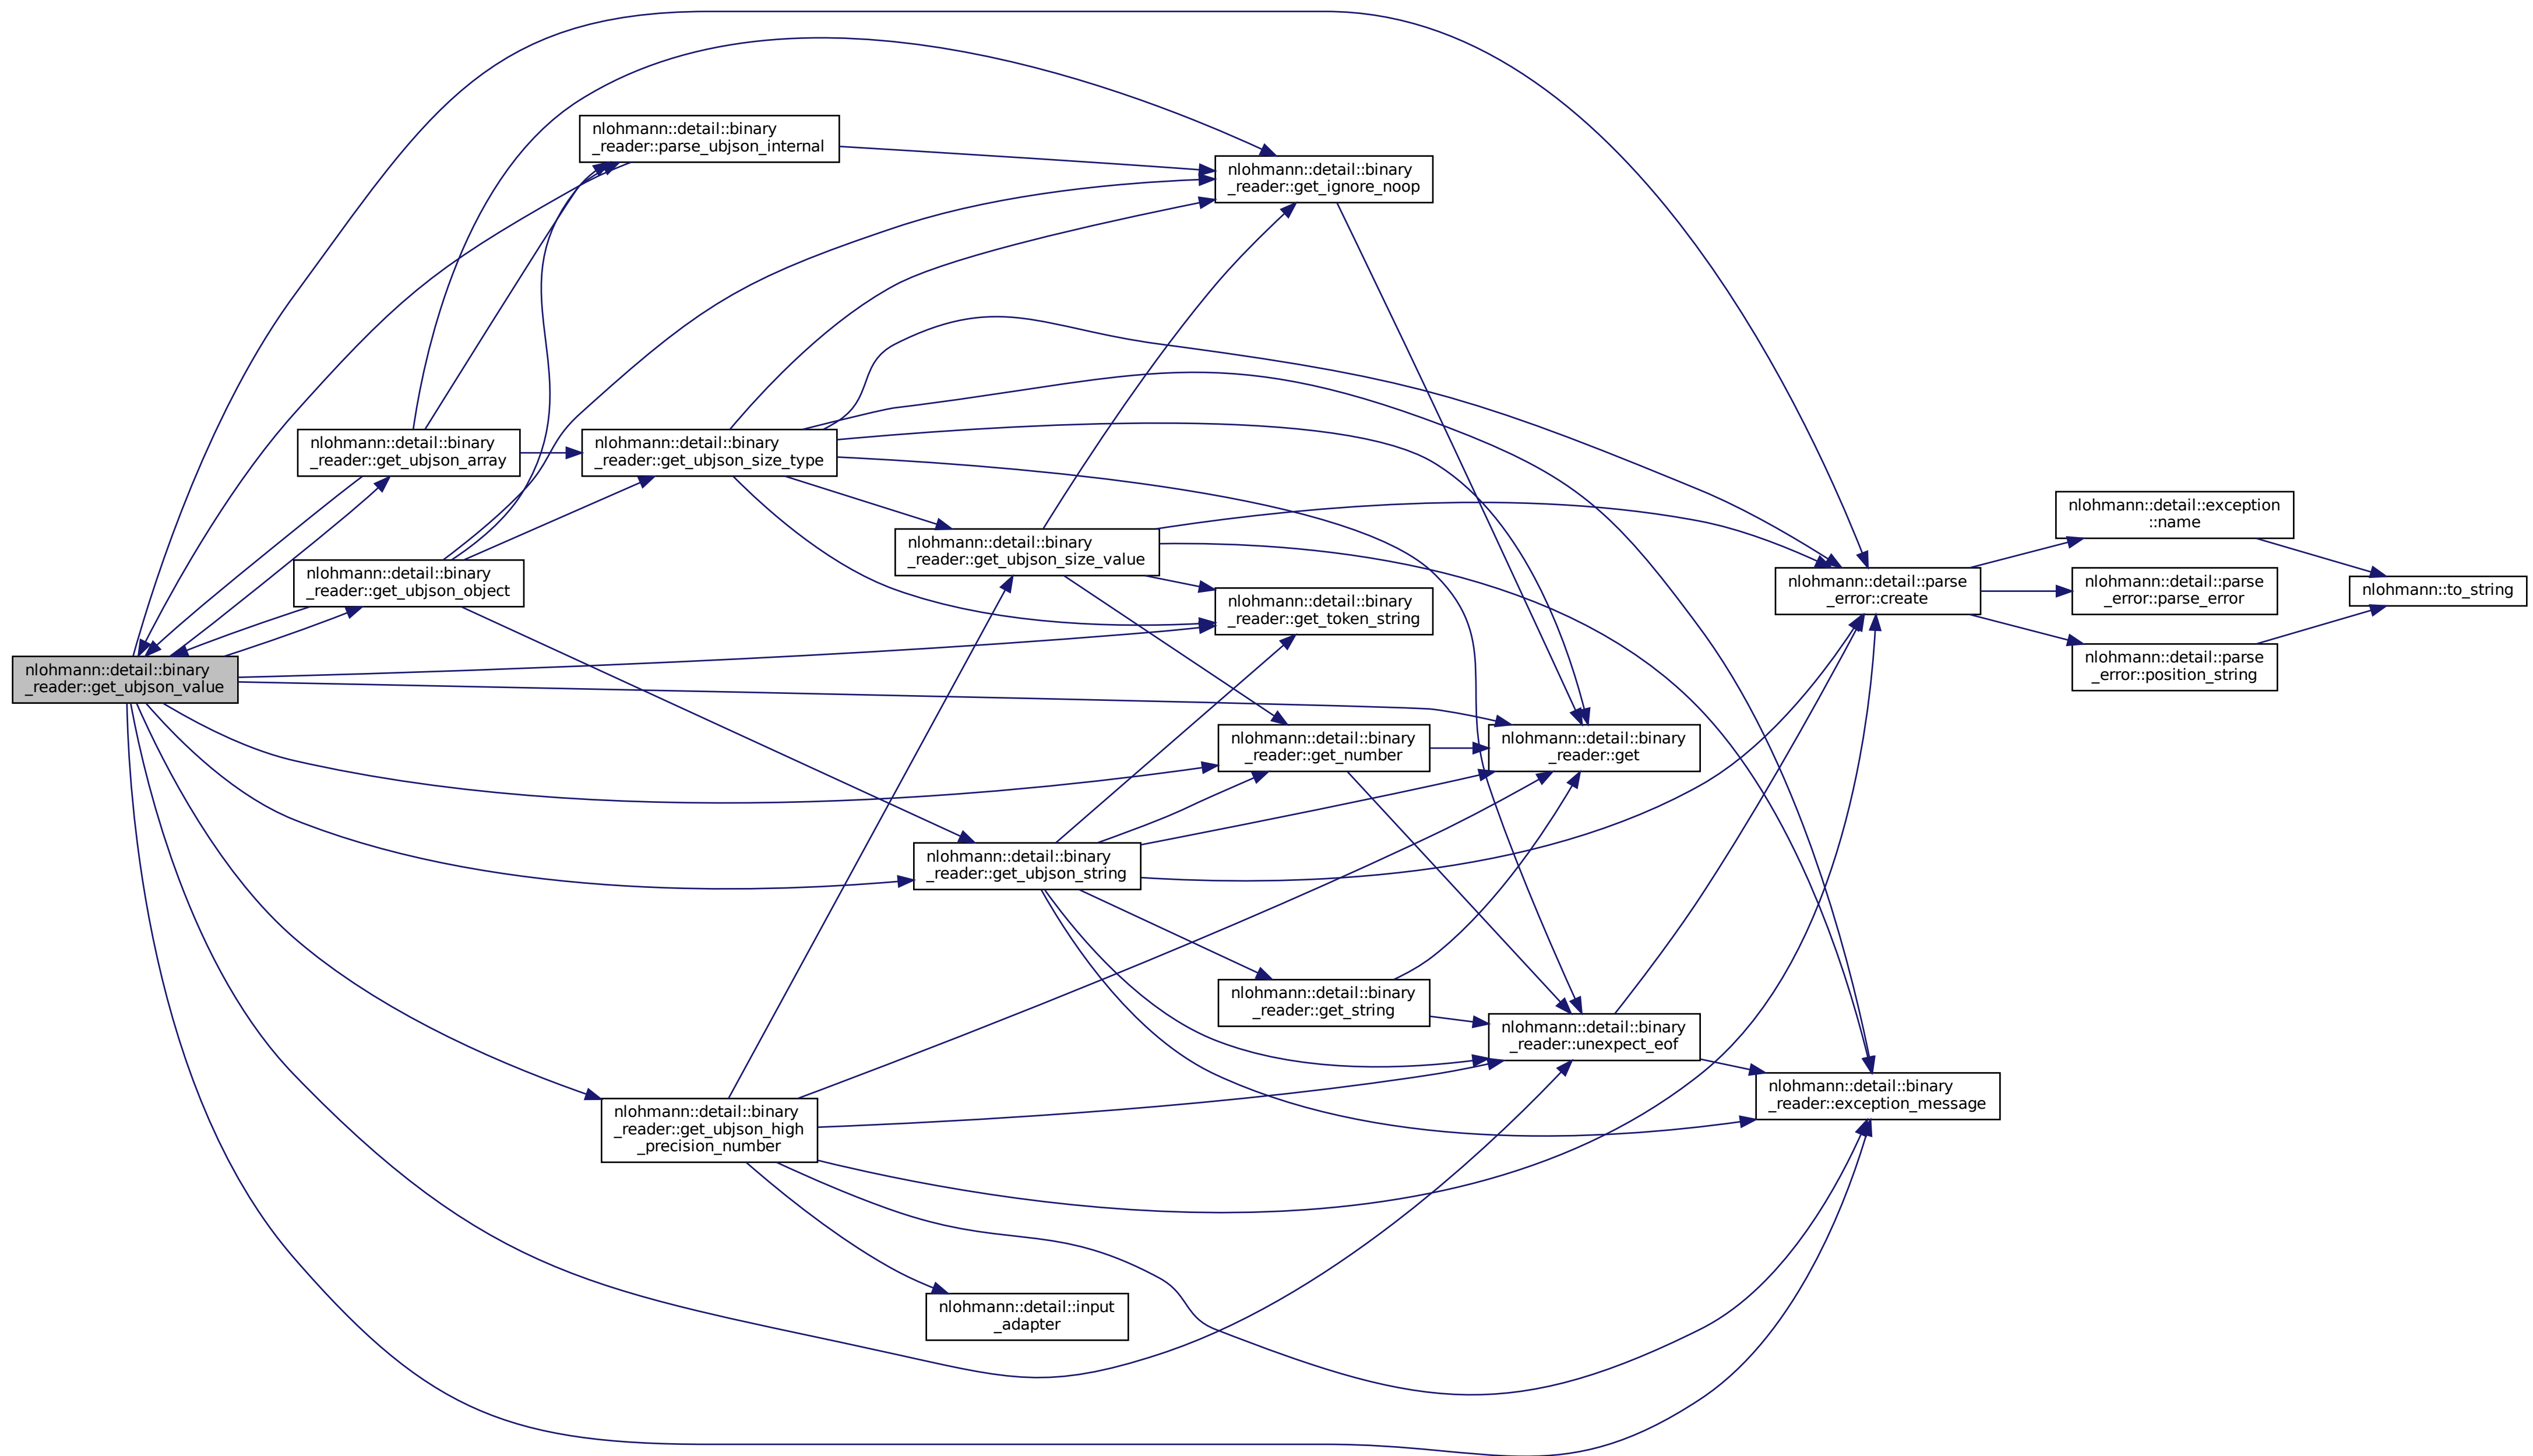 nlohmann::detail::binary
_reader::parse_ubjson_internal
nlohmann::detail::binary
_reader::get_ignore_noop
nlohmann::detail::binary
_reader::get_ubjson_array
nlohmann::detail::binary
_reader::get_ubjson_size_type
nlohmann::detail::exception
::name
nlohmann::detail::binary
_reader::get_ubjson_size_value
nlohmann::detail::binary
_reader::get_ubjson_object
nlohmann::detail::parse
_error::create
nlohmann::detail::parse
_error::parse_error
nlohmann::to_string
nlohmann::detail::binary
_reader::get_token_string
nlohmann::detail::binary
_reader::get_ubjson_value
nlohmann::detail::parse
_error::position_string
nlohmann::detail::binary
_reader::get_number
nlohmann::detail::binary
_reader::get
nlohmann::detail::binary
_reader::get_ubjson_string
nlohmann::detail::binary
_reader::get_string
nlohmann::detail::binary
_reader::unexpect_eof
nlohmann::detail::binary
_reader::exception_message
nlohmann::detail::binary
_reader::get_ubjson_high
_precision_number
nlohmann::detail::input
_adapter